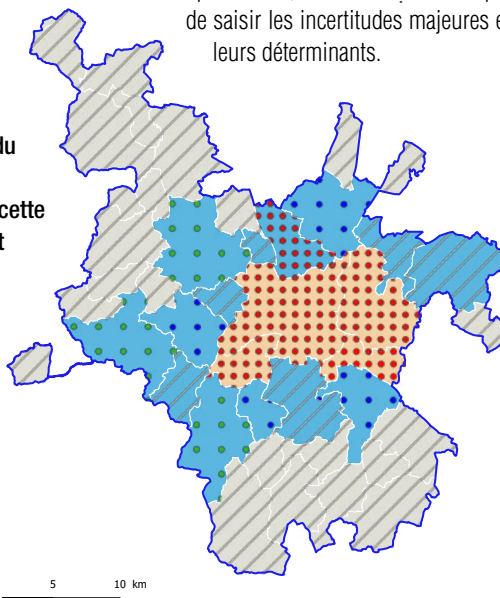 de saisir les incertitudes majeures e
leurs déterminants.
du
cette
t
5 10 km